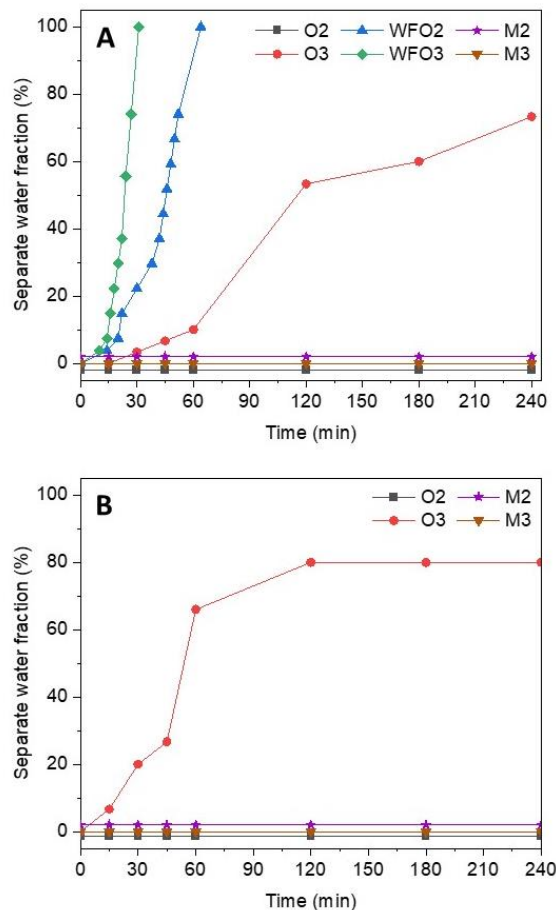 A
O2 WFO2 M2
O3 WFO3 M3
100
80
60
40
20
0
Separate water fraction (%)
0 30 60 90 120 150 180 210 240
Time (min)
B
O2 M2
O3 M3
100
80
60
40
20
0
Separate water fraction (%)
0 30 60 90 120 150 180 210 240
Time (min)